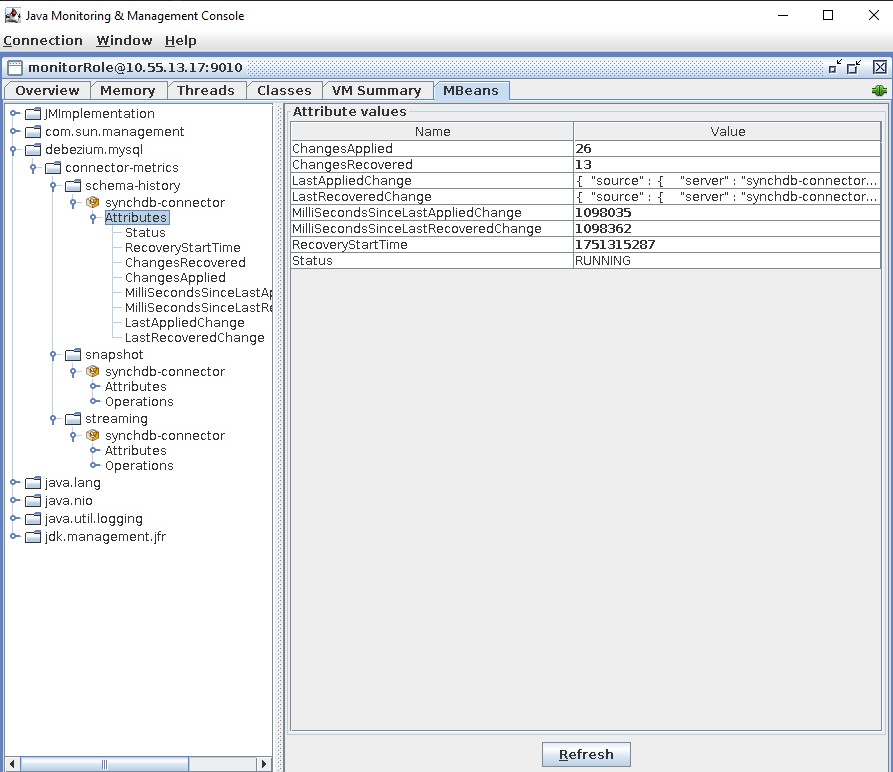 Java Monitoring & Management Console
Connection Window Help
monitorRole@10.55.13.17:9010
Overview Memory Threads Classes VM Summary MBeans
JMImplementation
com.sun.management
debezium.mysql
connector-metrics
schema-history
synchdb-connector
Attributes
Status
RecoveryStartTime
ChangesRecovered
ChangesApplied
MilliSecondsSinceLastAp
MilliSecondsSinceLastRe
LastAppliedChange
LastRecoveredChange
snapshot
synchdb-connector
Attributes
Operations
streaming
synchdb-connector
Attributes
Operations
java.lang
java.nio
java.util.logging
jdk.management.jfr
Attribute values
Name Value
ChangesApplied 26
ChangesRecovered 13
LastAppliedChange { "source" : { "server" : "synchdb-connector...
LastRecoveredChange { "source" : { "server" : "synchdb-connector...
MilliSecondsSinceLastAppliedChange 1098035
MilliSecondsSinceLastRecoveredChange 1098362
RecoveryStartTime 1751315287
Status RUNNING
Refresh